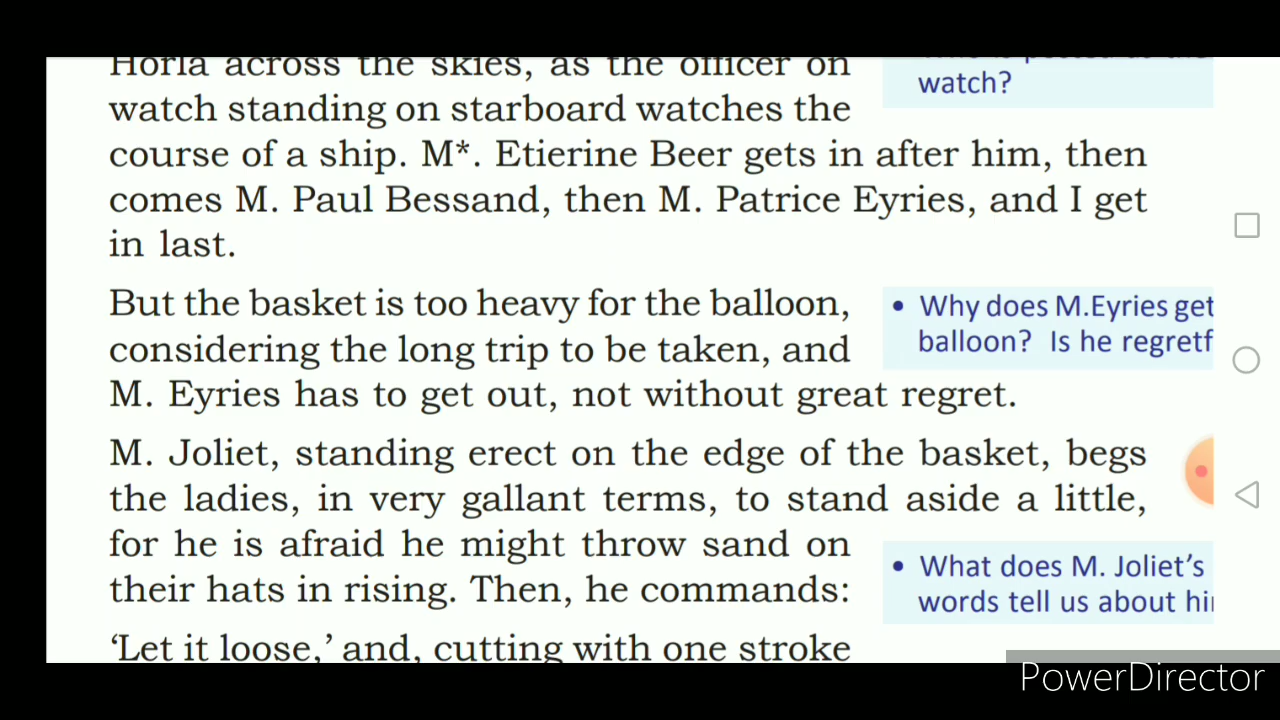 Horla across the skies, as the officer on
watch standing on starboard watches the
watch?
course of a ship. M*. Etierine Beer gets in after him, then
comes M. Paul Bessand, then M. Patrice Eyries, and I get
in last.
But the basket is too heavy for the balloon,
considering the long trip to be taken, and
M. Eyries has to get out, not without great regret.
• Why does M.Eyries get
balloon? Is he regretf
M. Joliet, standing erect on the edge of the basket, begs
the ladies, in very gallant terms, to stand aside a little,
for he is afraid he might throw sand on
their hats in rising. Then, he commands:
• What does M. Joliet's
words tell us about hi
'Let it loose,' and, cutting with one stroke
PowerDirector